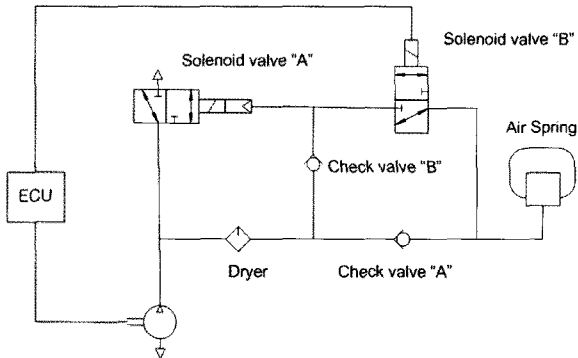 Solenoid valve "B"
Solenoid valve "A"
Air Spring
Check valve "B"
ECU
Dryer
Check valve "A"